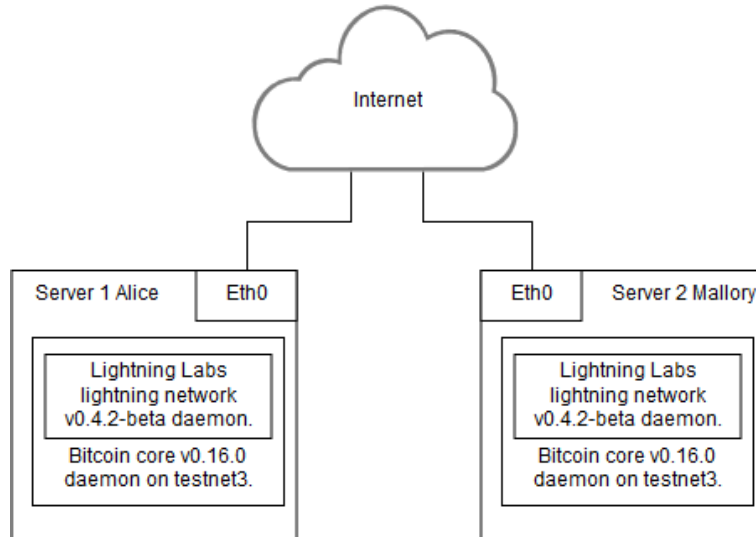 Internet
Server 1 Alice
Eth0
Eth0
Server 2 Mallory
Lightning Labs
lightning network
v0.4.2-beta daemon.
Bitcoin core v0.16.0
daemon on testnet3.
Lightning Labs
lightning network
v0.4.2-beta daemon.
Bitcoin core v0.16.0
daemon on testnet3.